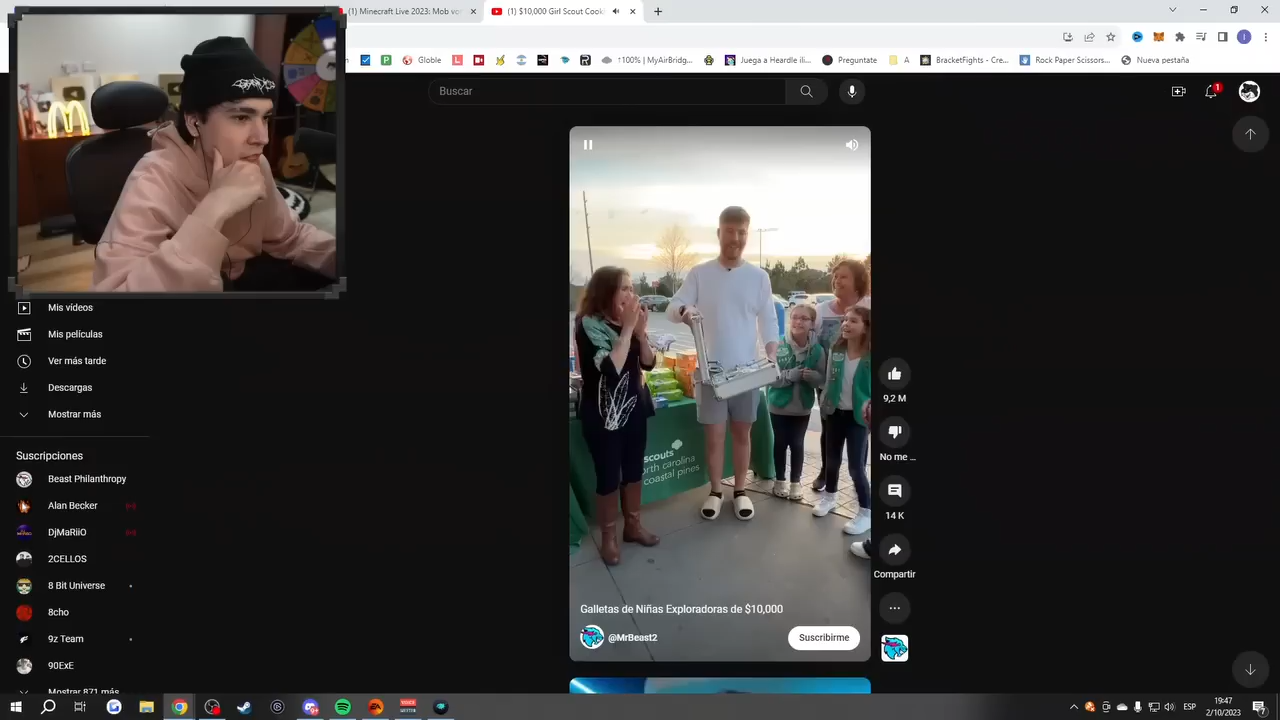 (1) Minecraft Live 2023: Mob vo
(1) $10,000 Girl Scout Cook
Globle
↑100% | MyAirBridg...
Juega a Heardle ili...
Preguntate
A
BracketFights - Cre...
Rock Paper Scissors...
Nueva pestaña
Buscar
1
Mis vídeos
Mis películas
Ver más tarde
Descargas
Mostrar más
Suscripciones
Beast Philanthropy
Alan Becker
DjMaRiiO
2CELLOS
8 Bit Universe
8cho
9z Team
90ExE
Mostrar 871 más
scouts
north carolina
coastal pines
9,2 M
No me ...
14 K
Compartir
Galletas de Niñas Exploradoras de $10,000
@MrBeast2
Suscribirme
ESP
19:47
2/10/2023